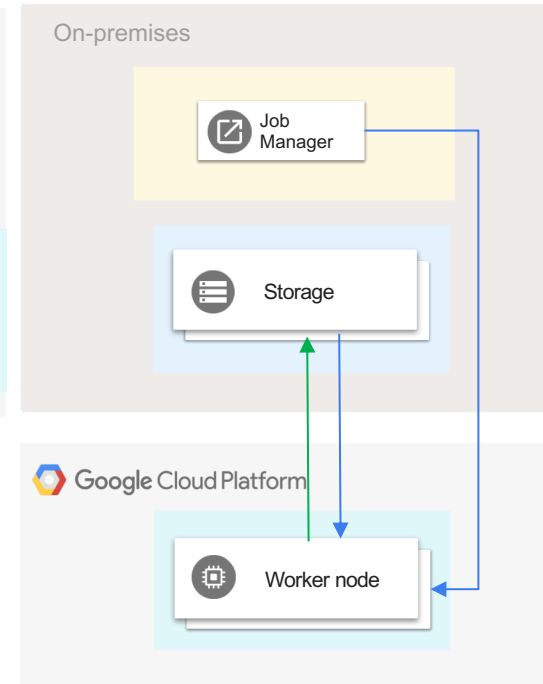 On-premises
Job
Manager
Storage
Google Cloud Platform
Worker node